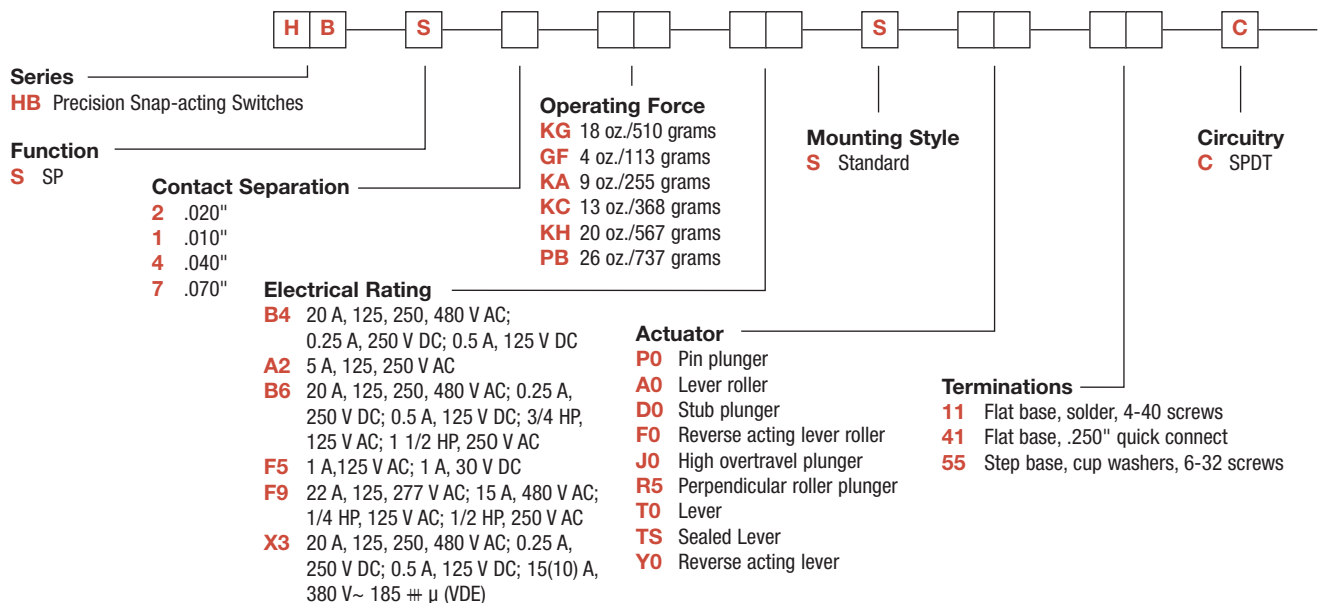 H B S S C
Series
HB Precision Snap-acting Switches
Function
S SP
Contact Separation
2 .020"
1 .010"
4 .040"
7 .070"
Operating Force
KG 18 oz./510 grams
GF 4 oz./113 grams
KA 9 oz./255 grams
KC 13 oz./368 grams
KH 20 oz./567 grams
PB 26 oz./737 grams
Electrical Rating
B4 20 A, 125, 250, 480 V AC;
0.25 A, 250 V DC; 0.5 A, 125 V DC
A2 5 A, 125, 250 V AC
B6 20 A, 125, 250, 480 V AC; 0.25 A,
250 V DC; 0.5 A, 125 V DC; 3/4 HP,
125 V AC; 1 1/2 HP, 250 V AC
F5 1 A,125 V AC; 1 A, 30 V DC
F9 22 A, 125, 277 V AC; 15 A, 480 V AC;
1/4 HP, 125 V AC; 1/2 HP, 250 V AC
X3 20 A, 125, 250, 480 V AC; 0.25 A,
250 V DC; 0.5 A, 125 V DC; 15(10) A,
380 V~ 185 ⧻ µ (VDE)
Mounting Style
S Standard
Actuator
P0 Pin plunger
A0 Lever roller
D0 Stub plunger
F0 Reverse acting lever roller
J0 High overtravel plunger
R5 Perpendicular roller plunger
T0 Lever
TS Sealed Lever
Y0 Reverse acting lever
Terminations
11 Flat base, solder, 4-40 screws
41 Flat base, .250" quick connect
55 Step base, cup washers, 6-32 screws
Circuitry
C SPDT